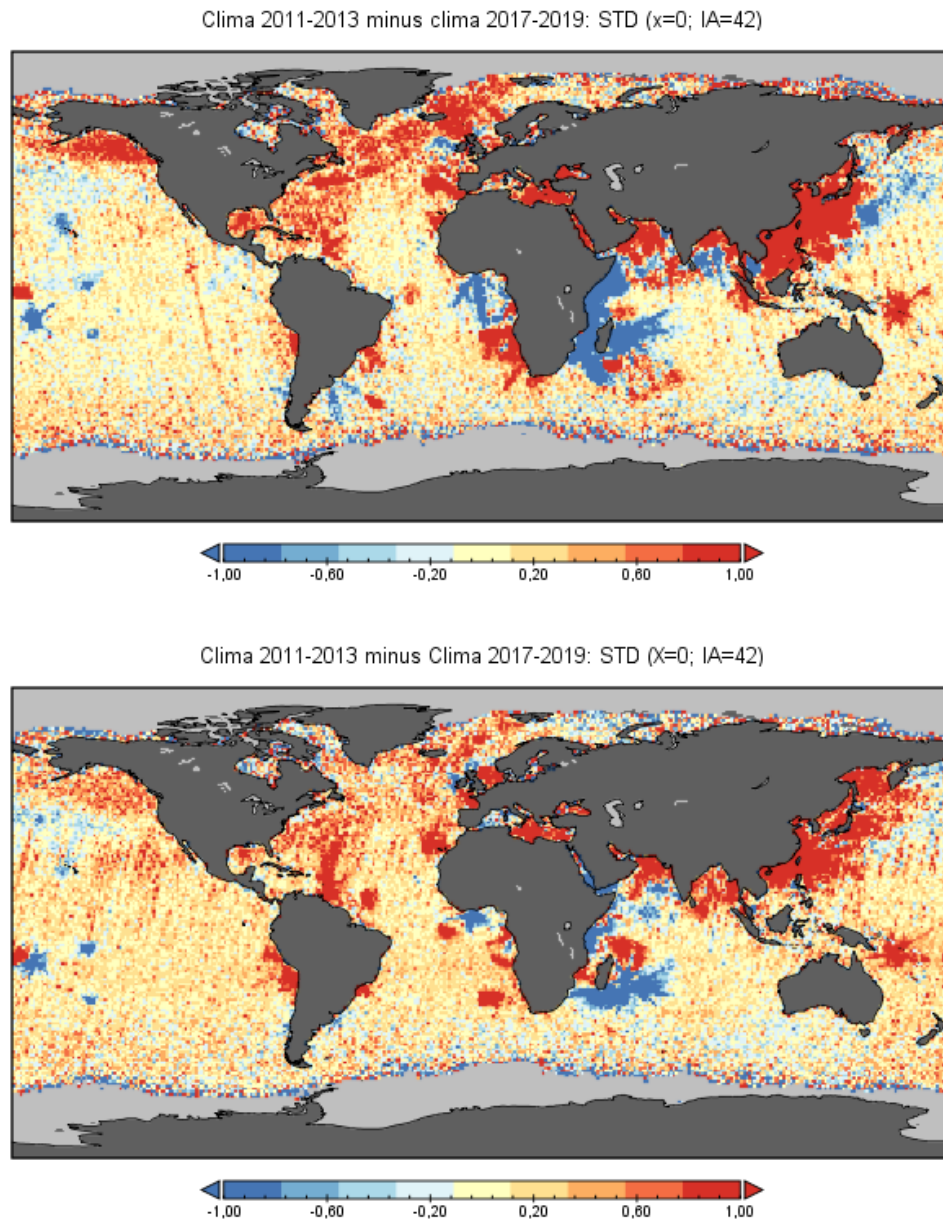 Clima 2011-2013 minus clima 2017-2019: STD (x=0; IA=42)
-1,00 -0,60 -0,20 0,20 0,60 1,00
Clima 2011-2013 minus Clima 2017-2019: STD (X=0; IA=42)
-1,00 -0,60 -0,20 0,20 0,60 1,00